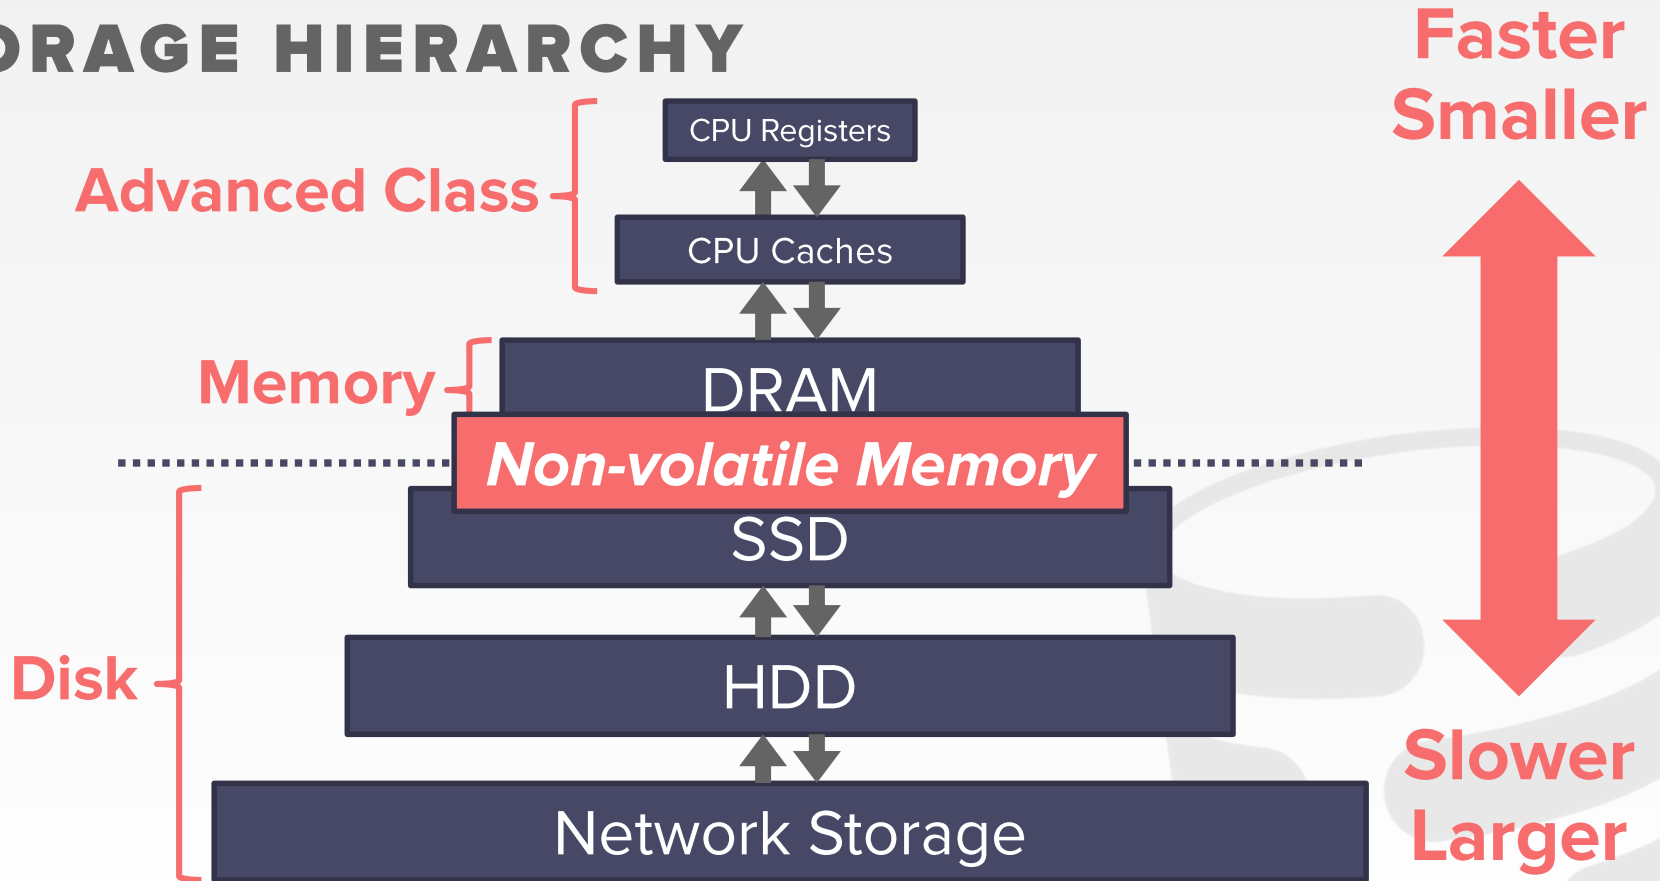 ORAGE HIERARCHY
Faster
Smaller
CPU Registers
Advanced Class
CPU Caches
Memory
DRAM
Non-volatile Memory
SSD
Disk
HDD
Slower
Larger
Network Storage